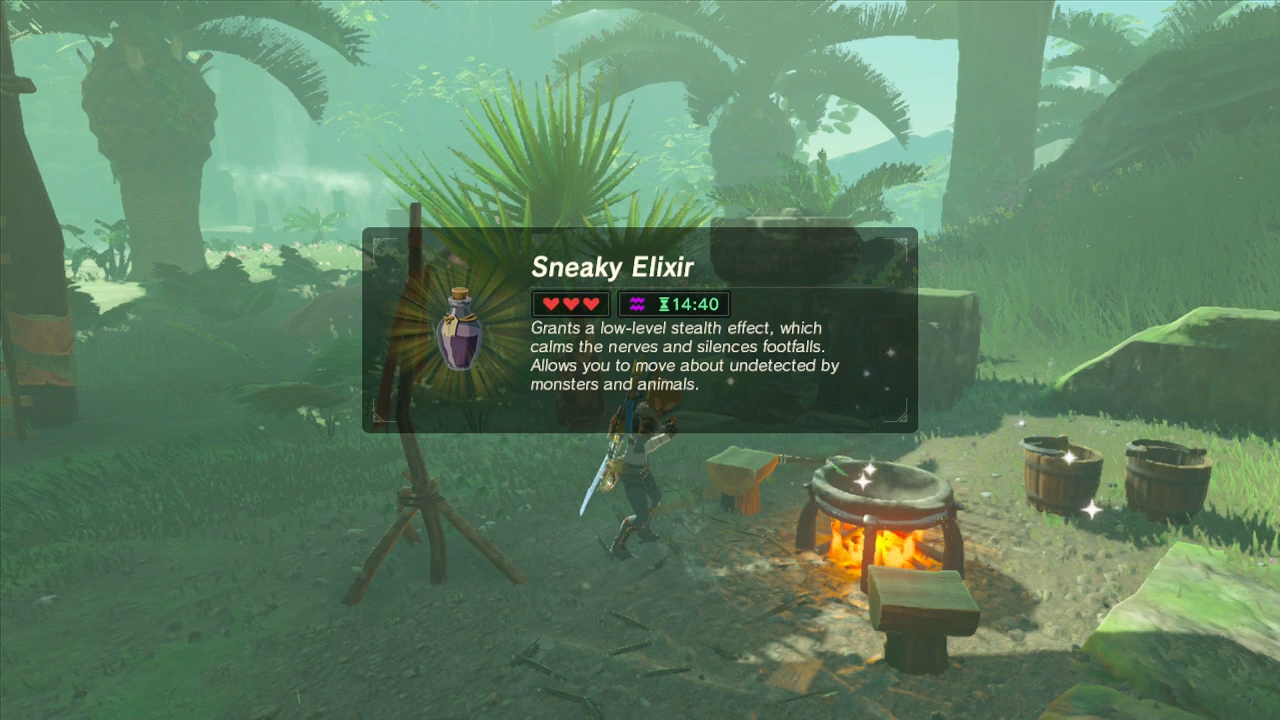 Sneaky Elixir
14:40
Grants a low-level stealth effect, which
calms the nerves and silences footfalls.
Allows you to move about undetected by
monsters and animals.